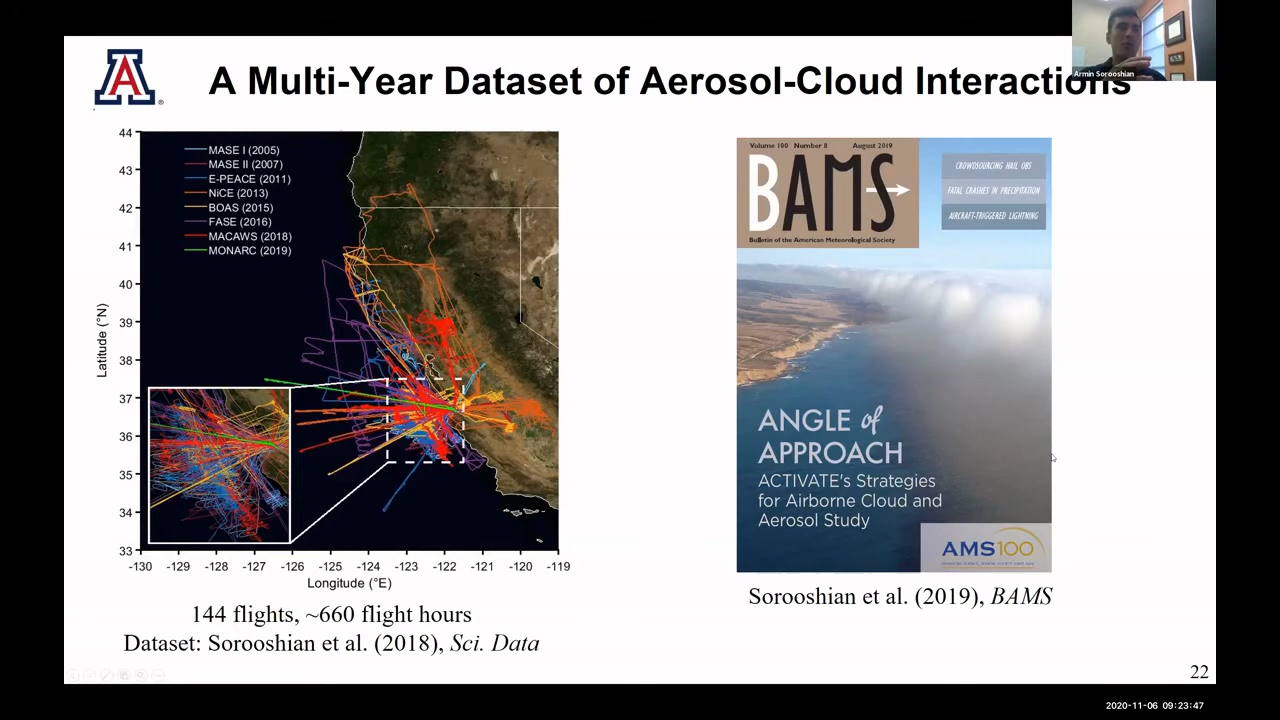 Armin Sorooshian
A
A Multi-Year Dataset of Aerosol-Cloud Interactions
44
43
42
41
40
39
38
37
36
35
34
33
Latitude (°N)
MASE I (2005)
MASE II (2007)
E-PEACE (2011)
NiCE (2013)
BOAS (2015)
FASE (2016)
MACAWS (2018)
MONARC (2019)
-130 -129 -128 -127 -126 -125 -124 -123 -122 -121 -120 -119
Longitude (°E)
144 flights, ~660 flight hours
Dataset: Sorooshian et al. (2018), Sci. Data
Volume 100 Number 8 August 2019
BAMS
Bulletin of the American Meteorological Society
CROWDSOURCING HAIL OBS
FATAL CRASHES IN PRECIPITATION
AIRCRAFT-TRIGGERED LIGHTNING
ANGLE of
APPROACH
ACTIVATE's Strategies
for Airborne Cloud and
Aerosol Study
AMS100
Sorooshian et al. (2019), BAMS
22
2020-11-06 09:23:47